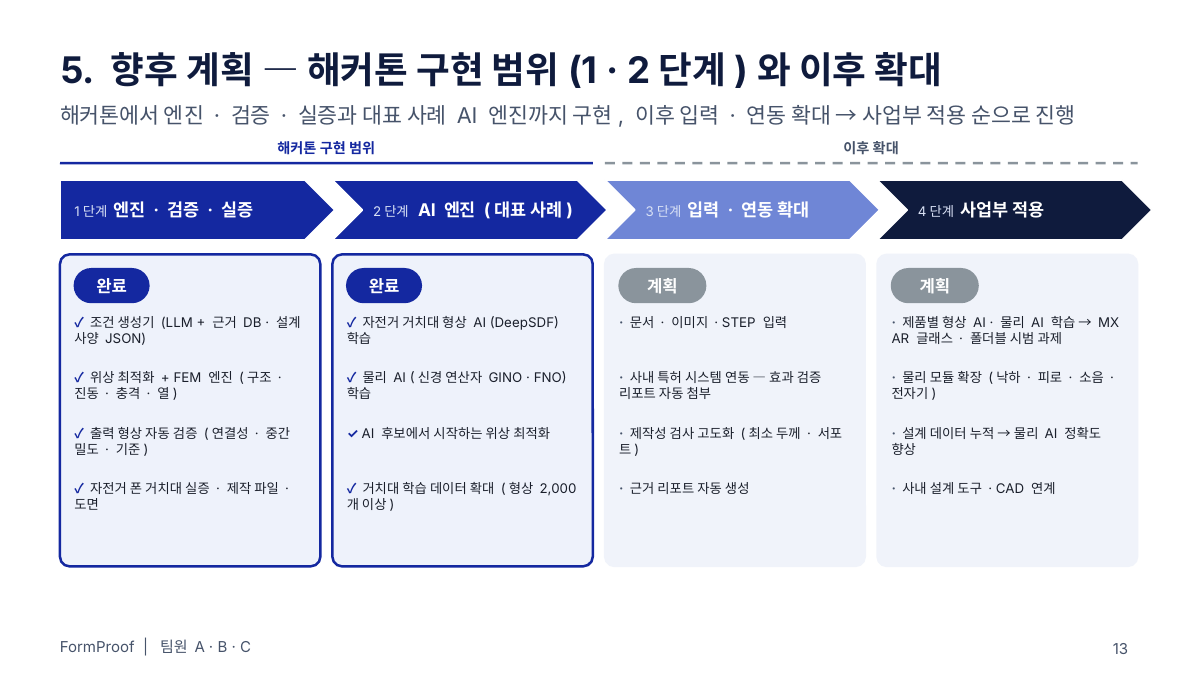 5. 향후 계획 — 해커톤 구현 범위 (1 · 2 단계 ) 와 이후 확대
해커톤에서 엔진 · 검증 · 실증과 대표 사례 AI 엔진까지 구현 , 이후 입력 · 연동 확대 → 사업부 적용 순으로 진행
해커톤 구현 범위
이후 확대
1 단계 엔진 · 검증 · 실증
2 단계 AI 엔진 ( 대표 사례 )
3 단계 입력 · 연동 확대
4 단계 사업부 적용
완료
✓ 조건 생성기 (LLM + 근거 DB · 설계
사양 JSON)
✓ 위상 최적화 + FEM 엔진 ( 구조 ·
진동 · 충격 · 열 )
✓ 출력 형상 자동 검증 ( 연결성 · 중간
밀도 · 기준 )
✓ 자전거 폰 거치대 실증 · 제작 파일 ·
도면
완료
✓ 자전거 거치대 형상 AI (DeepSDF)
학습
✓ 물리 AI ( 신경 연산자 GINO · FNO)
학습
✓ AI 후보에서 시작하는 위상 최적화
✓ 거치대 학습 데이터 확대 ( 형상 2,000
개 이상 )
계획
· 문서 · 이미지 · STEP 입력
· 사내 특허 시스템 연동 — 효과 검증
리포트 자동 첨부
· 제작성 검사 고도화 ( 최소 두께 · 서포
트 )
· 근거 리포트 자동 생성
계획
· 제품별 형상 AI · 물리 AI 학습 → MX
AR 글래스 · 폴더블 시범 과제
· 물리 모듈 확장 ( 낙하 · 피로 · 소음 ·
전자기 )
· 설계 데이터 누적 → 물리 AI 정확도
향상
· 사내 설계 도구 · CAD 연계
FormProof | 팀원 A · B · C
13